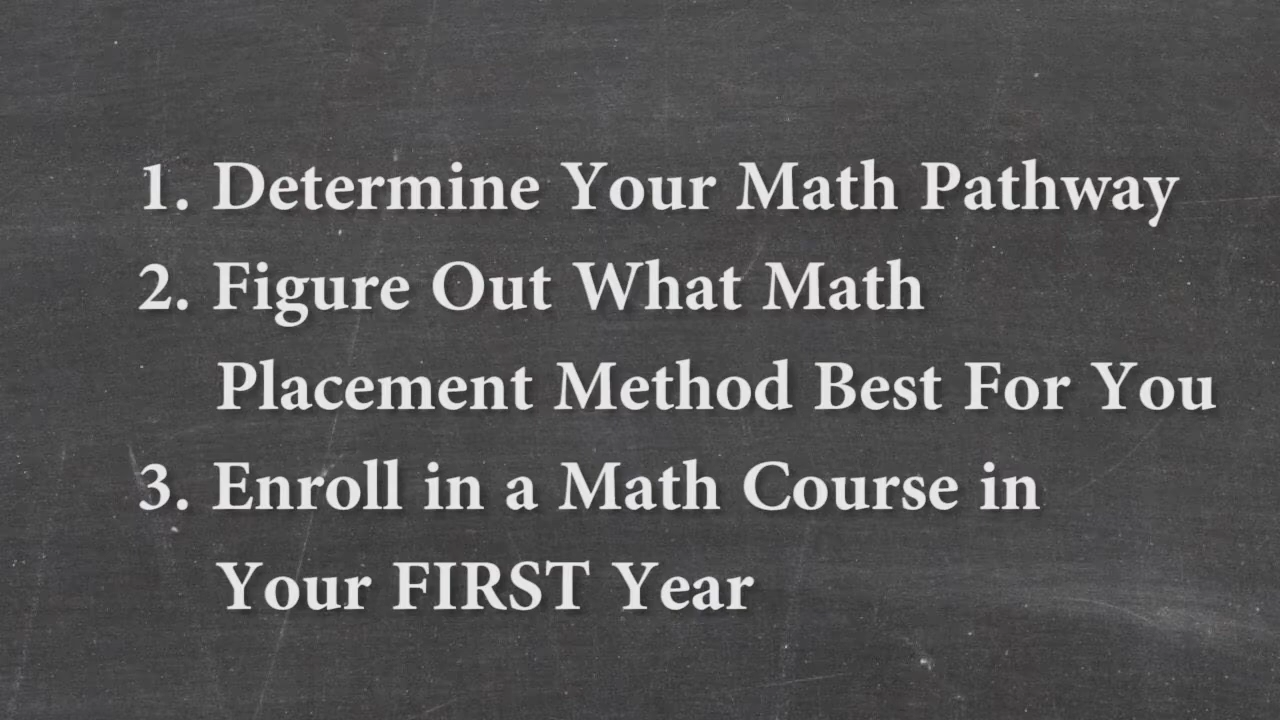 1. Determine Your Math Pathway
2. Figure Out What Math
Placement Method Best For You
3. Enroll in a Math Course in
Your FIRST Year